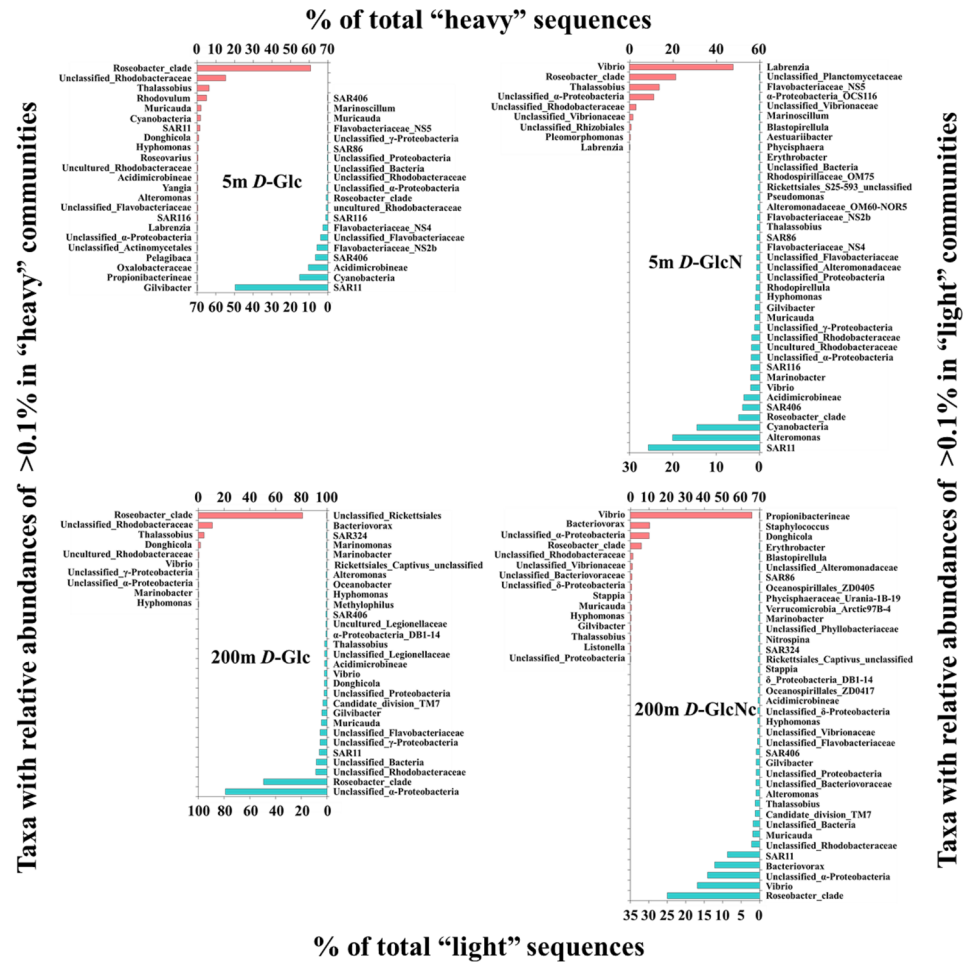 % of total “heavy” sequences
Taxa with relative abundances of >0.1% in “heavy” communities
0 10 20 30 40 50 60 70
Roseobacter_clade
Unclassified_Rhodobacteraceae
Thalassobius
Rhodovulum
Muricauda
Cyanobacteria
SAR11
Donghicola
Hyphomonas
Roseovarius
Uncultured_Rhodobacteraceae
Acidimicrobineae
Yangia
Alteromonas
Unclassified_Flavobacteriaceae
SAR116
Labrenzia
Unclassified_α-Proteobacteria
Unclassified_Actinomycetales
Pelagibaca
Oxalobacteraceae
Propionibacterineae
Gilvibacter
5m D-Glc
SAR406
Marinoscillum
Muricauda
Flavobacteriaceae_NS5
Unclassified_γ-Proteobacteria
SAR86
Unclassified_Proteobacteria
Unclassified_Bacteria
Unclassified_Rhodobacteraceae
Unclassified_α-Proteobacteria
Roseobacter_clade
uncultured_Rhodobacteraceae
SAR116
Flavobacteriaceae_NS4
Unclassified_Flavobacteriaceae
Flavobacteriaceae_NS2b
SAR406
Acidimicrobineae
Cyanobacteria
SAR11
70 60 50 40 30 20 10 0
0 20 40 60
Vibrio
Roseobacter_clade
Thalassobius
Unclassified_α-Proteobacteria
Unclassified_Rhodobacteraceae
Unclassified_Vibrionaceae
Unclassified_Rhizobiales
Pleomorphomonas
Labrenzia
5m D-GlcN
Labrenzia
Unclassified_Planctomycetaceae
Flavobacteriaceae_NS5
α-Proteobacteria_OCS116
Unclassified_Vibrionaceae
Marinoscillum
Blastopirellula
Aestuariibacter
Phycisphaera
Erythrobacter
Unclassified_Bacteria
Rhodospirillaceae_OM75
Rickettsiales_S25-593_unclassified
Pseudomonas
Alteromonadaceae_OM60-NOR5
Flavobacteriaceae_NS2b
Thalassobius
SAR86
Flavobacteriaceae_NS4
Unclassified_Flavobacteriaceae
Unclassified_Alteromonadaceae
Unclassified_Proteobacteria
Rhodopirellula
Hyphomonas
Gilvibacter
Muricauda
Unclassified_γ-Proteobacteria
Unclassified_Rhodobacteraceae
Uncultured_Rhodobacteraceae
Unclassified_α-Proteobacteria
SAR116
Marinobacter
Vibrio
Acidimicrobineae
SAR406
Roseobacter_clade
Cyanobacteria
Alteromonas
SAR11
30 20 10 0
0 20 40 60 80 100
Roseobacter_clade
Unclassified_Rhodobacteraceae
Thalassobius
Donghicola
Uncultured_Rhodobacteraceae
Vibrio
Unclassified_γ-Proteobacteria
Unclassified_α-Proteobacteria
Marinobacter
Hyphomonas
200m D-Glc
Unclassified_Rickettsiales
Bacteriovorax
SAR324
Marinomonas
Marinobacter
Rickettsiales_Captivus_unclassified
Alteromonas
Oceanobacter
Hyphomonas
Methylophilus
SAR406
Uncultured_Legionellaceae
α-Proteobacteria_DB1-14
Thalassobius
Unclassified_Legionellaceae
Acidimicrobineae
Vibrio
Donghicola
Unclassified_Proteobacteria
Candidate_division_TM7
Gilvibacter
Muricauda
Unclassified_Flavobacteriaceae
Unclassified_γ-Proteobacteria
SAR11
Unclassified_Bacteria
Unclassified_Rhodobacteraceae
Roseobacter_clade
Unclassified_α-Proteobacteria
100 80 60 40 20 0
0 10 20 30 40 50 60 70
Vibrio
Bacteriovorax
Unclassified_α-Proteobacteria
Roseobacter_clade
Unclassified_Rhodobacteraceae
Unclassified_Vibrionaceae
Unclassified_Bacteriovoraceae
Unclassified_δ-Proteobacteria
Stappia
Muricauda
Hyphomonas
Gilvibacter
Thalassobius
Listonella
Unclassified_Proteobacteria
200m D-GlcNc
Propionibacterineae
Staphylococcus
Donghicola
Erythrobacter
Blastopirellula
Unclassified_Alteromonadaceae
SAR86
Oceanospirillales_ZD0405
Phycisphaeraceae_Urania-1B-19
Verrucomicrobia_Arctic97B-4
Marinobacter
Unclassified_Phyllobacteriaceae
Nitrospina
SAR324
Rickettsiales_Captivus_unclassified
Stappia
δ_Proteobacteria_DB1-14
Oceanospirillales_ZD0417
Acidimicrobineae
Unclassified_δ-Proteobacteria
Hyphomonas
Unclassified_Vibrionaceae
Unclassified_Flavobacteriaceae
SAR406
Gilvibacter
Unclassified_Proteobacteria
Unclassified_Bacteriovoraceae
Alteromonas
Thalassobius
Candidate_division_TM7
Unclassified_Bacteria
Muricauda
Unclassified_Rhodobacteraceae
SAR11
Bacteriovorax
Unclassified_α-Proteobacteria
Vibrio
Roseobacter_clade
35 30 25 20 15 10 5 0
Taxa with relative abundances of >0.1% in “light” communities
% of total “light” sequences